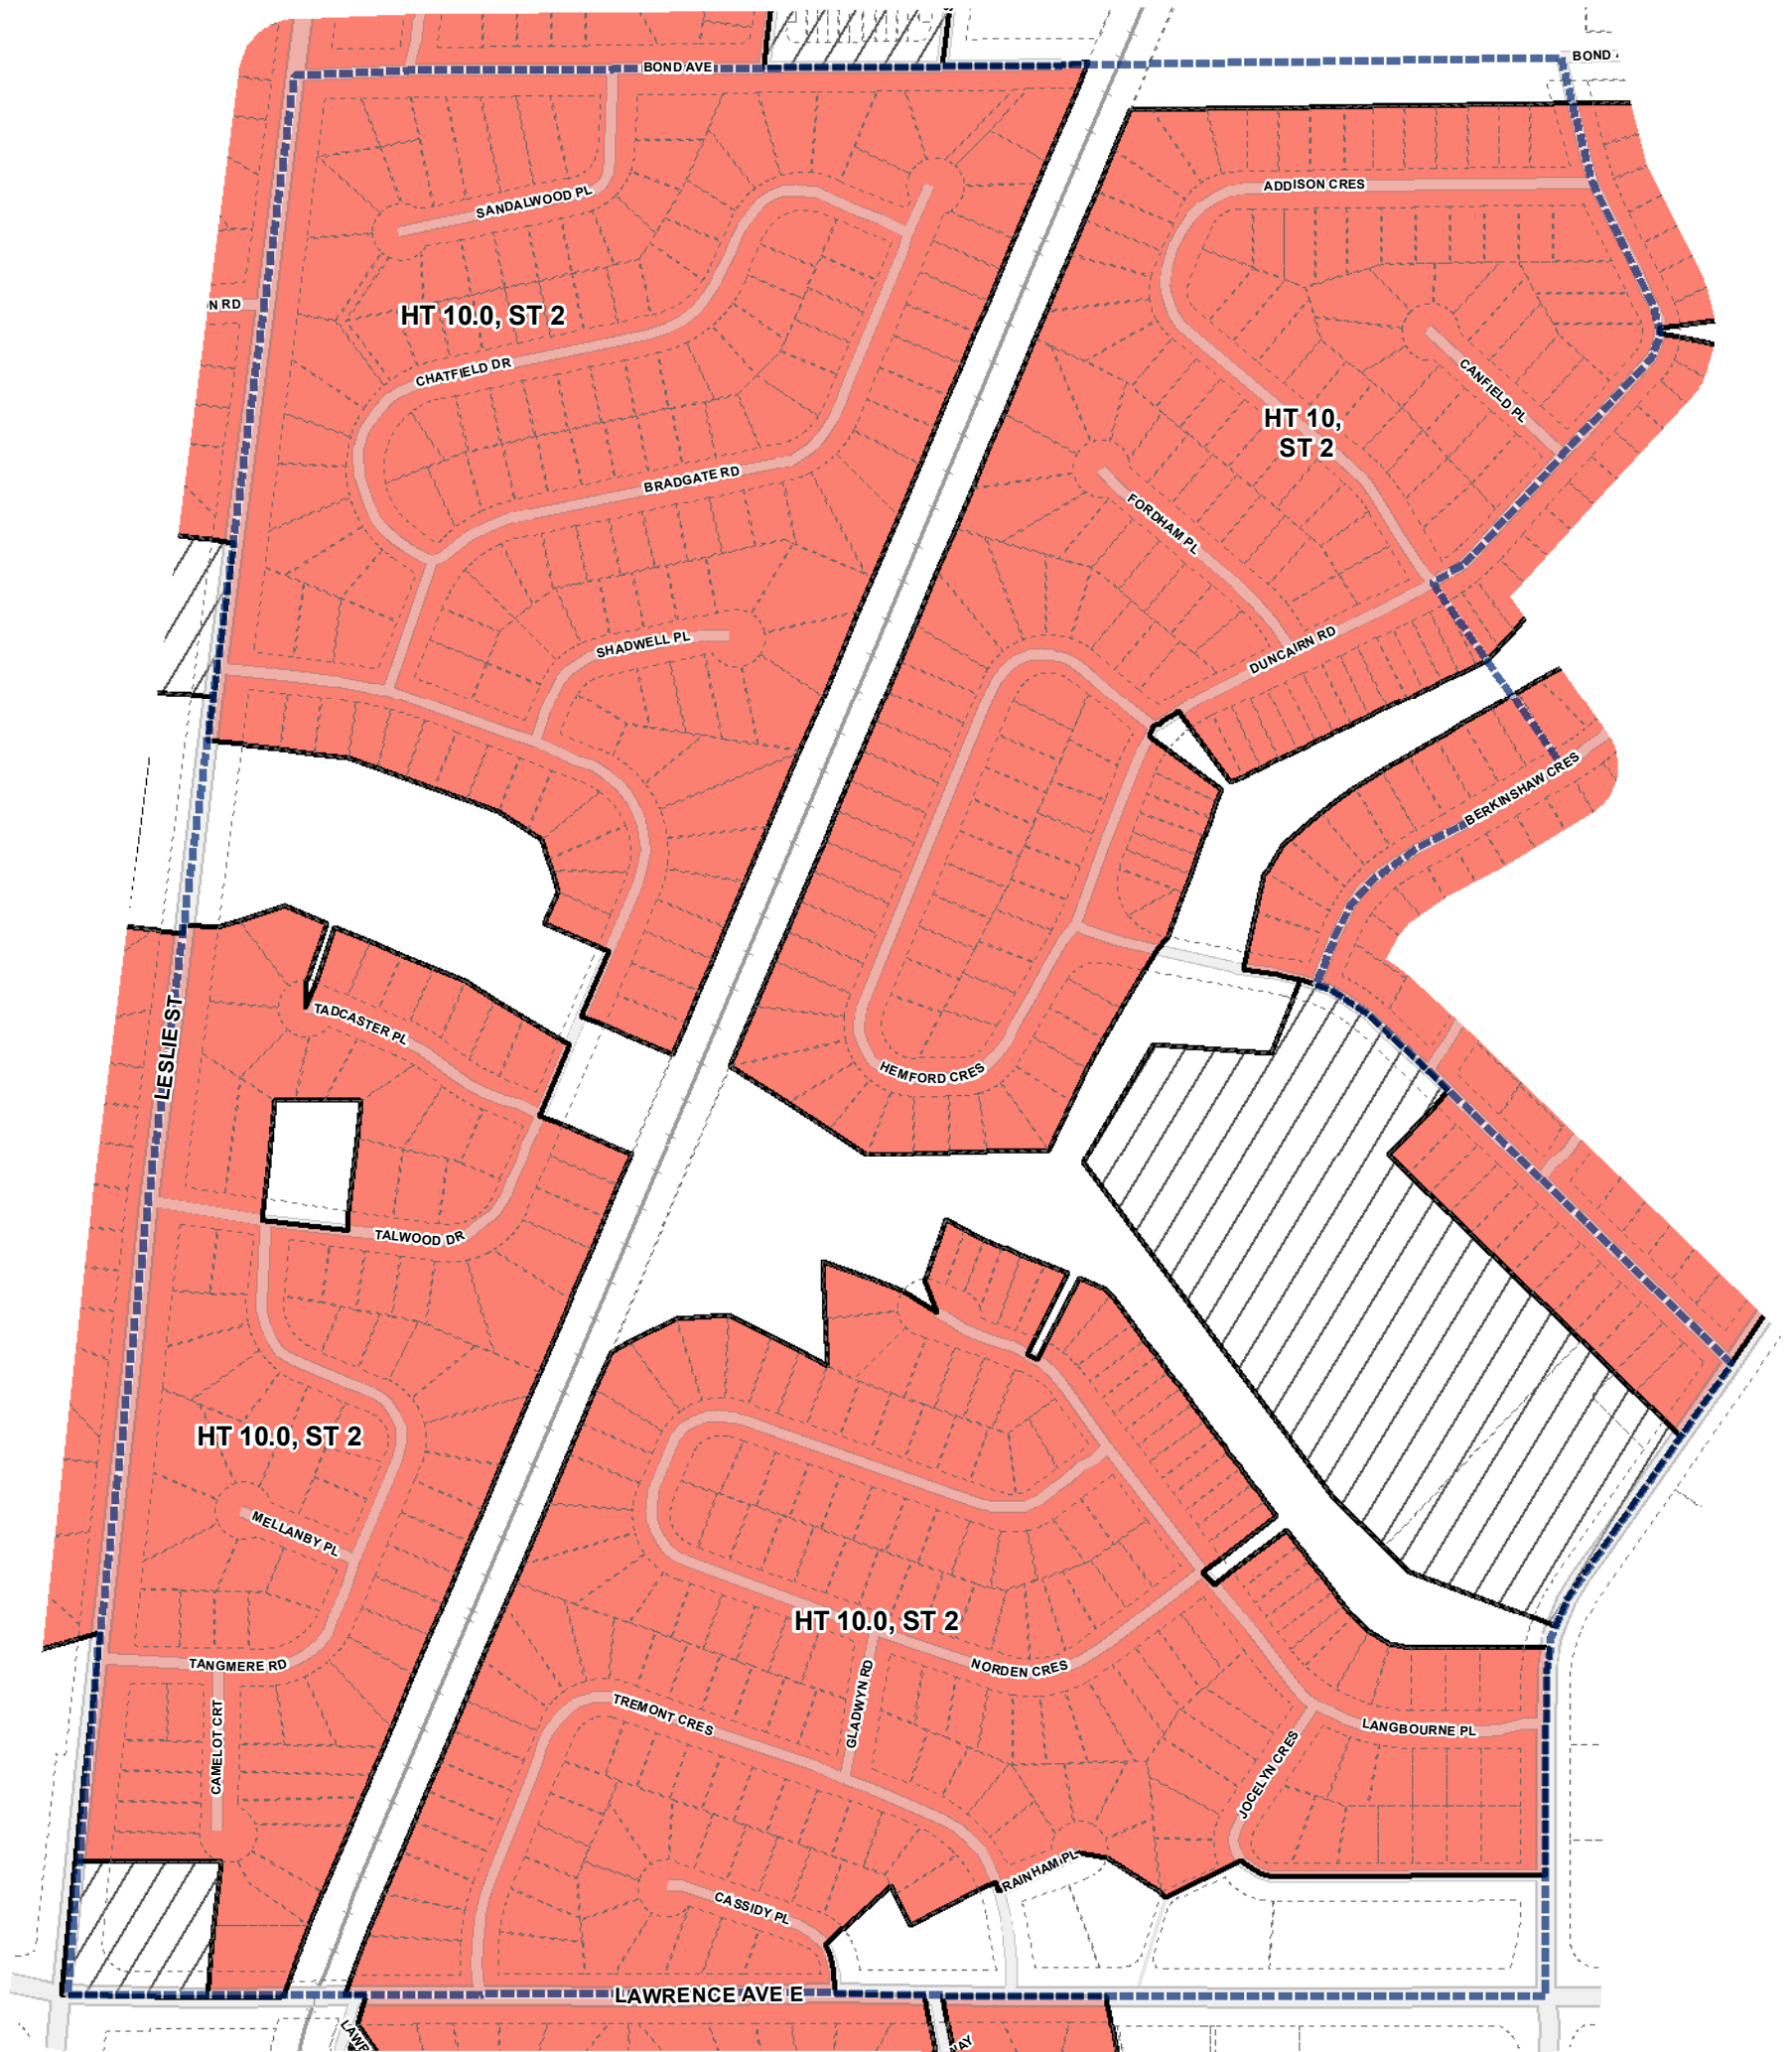 BOND AVE
BOND
ADDISON CRES
SANDALWOOD PL
N RD
HT 10.0, ST 2
CHATFIELD DR
CANFIELD PL
HT 10,
ST 2
BRADGATE RD
FORDHAM PL
SHADWELL PL
DUNCAIRN RD
BERKINSHAW CRES
LESLIE ST
TADCASTER PL
HEMFORD CRES
TALWOOD DR
HT 10.0, ST 2
MELLANBY PL
HT 10.0, ST 2
TANGMERE RD
NORDEN CRES
GLADWYN RD
TREMONT CRES
CAMELOT CRT
LANGBOURNE PL
JOCELYN CRES
RAINHAM PL
CASSIDY PL
LAWRENCE AVE E
LAWR
WAY